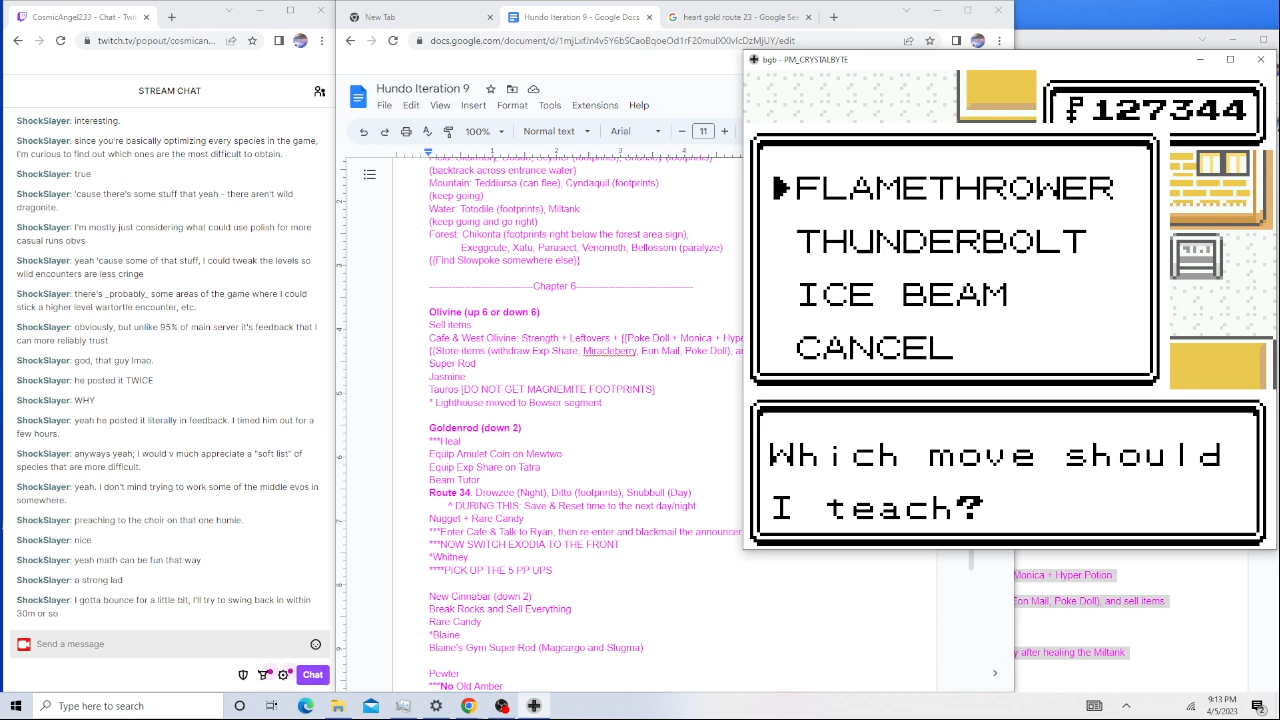 CosmicAngel233 - Chat - Twit
twitch.tv/popout/cosmican...
STREAM CHAT
ShockSlayer: interesting.
ShockSlayer: since you're basically optimizing every species in the game,
I'm curious to find out which ones are the most difficult to obtain.
ShockSlayer: true
ShockSlayer: 'cause there's some stuff that yeah - there aren't wild
dragonite.
ShockSlayer: I'm mostly just considering what could use polish for more
casual runs obvs
ShockSlayer: yeah 'cause some of that stuff, I could tweak the levels so
wild encounters are less cringe
ShockSlayer: there's _probably_ some areas of the game where I could
stick a higher level wartortle encounter, etc.
ShockSlayer: obviously, but unlike 95% of main server it's feedback that I
can more reliably trust
ShockSlayer: god, that guy lmao.
ShockSlayer: he posted it TWICE
ShockSlayer: WHY
ShockSlayer: yeah he posted it literally in feedback. I timed him out for a
few hours.
ShockSlayer: anyways yeah; I would v much appreciate a "soft list" of
species that are more difficult.
ShockSlayer: yeah. I don't mind trying to work some of the middle evos in
somewhere.
ShockSlayer: preaching to the choir on that one homie.
ShockSlayer: nice
ShockSlayer: yeah math can be fun that way
ShockSlayer: a strong lad
ShockSlayer: I gotta bounce for a little bit, I'll try to swing back in within
30m or so
Send a message
Chat
New Tab
Hundo Iteration 9 - Google Docs
heart gold route 23 - Google Sea
docs.google.com/document/d/1mjLxfJn4v5Y6bSCaoBqoeOd1rF20mulXXlvIcDzMjUY/edit
Hundo Iteration 9
File Edit View Insert Format Tools Extensions Help
100% Normal text Arial 11
(backtrack across entrance water)
Mountain: Teddiursa (can flee), Cyndaquil (footprints)
(keep going)
Water: Totodile (footprints), Miltank
(keep going and go right)
Forest: Chikorita (footprints right below the forest area sign),
Exeggcute, Xatu, Parasect, Venomoth, Bellossom (paralyze)
{{Find Slowpoke somewhere else}}
------------------------------Chapter 6------------------------------
Olivine (up 6 or down 6)
Sell items
Cafe & West Olivine: Strength + Leftovers + {{Poke Doll + Monica + Hype
{{Store items (withdraw Exp Share, Miracleberry, Eon Mail, Poke Doll), an
Super Rod
Jasmine
Tauros [DO NOT GET MAGNEMITE FOOTPRINTS]
* Lighthouse moved to Bowser segment
Goldenrod (down 2)
***Heal
Equip Amulet Coin on Mewtwo
Equip Exp Share on Tatra
Beam Tutor
Route 34: Drowzee (Night), Ditto (footprints), Snubbull (Day)
^ DURING THIS: Save & Reset time to the next day/night
Nugget + Rare Candy
***Enter Cafe & Talk to Ryan, then re-enter and blackmail the announcer
***NOW SWITCH EXODIA TO THE FRONT
*Whitney
****PICK UP THE 5 PP UPS
New Cinnabar (down 2)
Break Rocks and Sell Everything
Rare Candy
*Blaine
Blaine's Gym Super Rod (Magcargo and Slugma)
Pewter
***No Old Amber
bgb - PM_CRYSTALBYTE
127344
FLAMETHROWER
THUNDERBOLT
ICE BEAM
CANCEL
Which move should
I teach?
Monica + Hyper Potion
Eon Mail, Poke Doll), and sell items
y after healing the Miltank
Type here to search
9:13 PM
4/5/2023
2